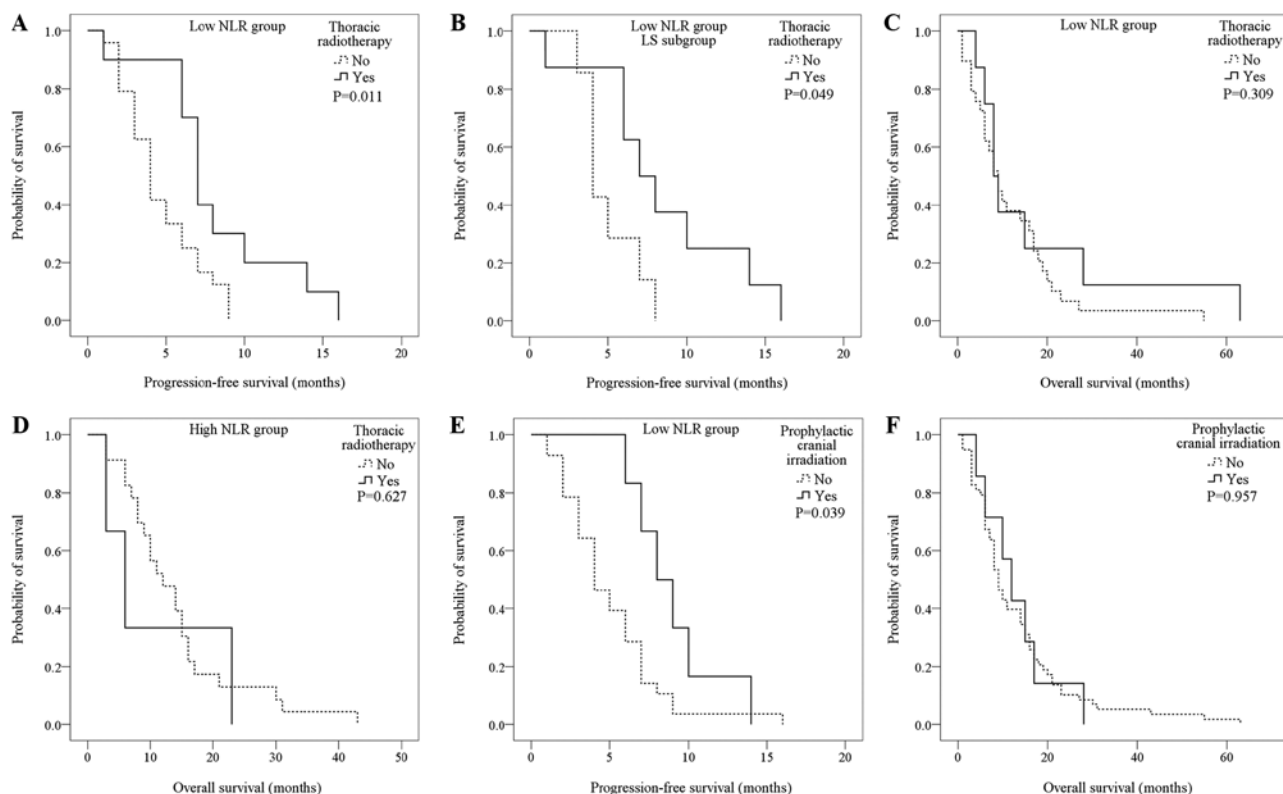 A
Low NLR group
Thoracic
radiotherapy
No
Yes
P=0.011
Probability of survival
1.0
0.8
0.6
0.4
0.2
0.0
0 5 10 15 20
Progression-free survival (months)
B
Low NLR group
LS subgroup
Thoracic
radiotherapy
No
Yes
P=0.049
Probability of survival
1.0
0.8
0.6
0.4
0.2
0.0
0 5 10 15 20
Progression-free survival (months)
C
Low NLR group
Thoracic
radiotherapy
No
Yes
P=0.309
Probability of survival
1.0
0.8
0.6
0.4
0.2
0.0
0 20 40 60
Overall survival (months)
D
High NLR group
Thoracic
radiotherapy
No
Yes
P=0.627
Probability of survival
1.0
0.8
0.6
0.4
0.2
0.0
0 10 20 30 40 50
Overall survival (months)
E
Low NLR group
Prophylactic
cranial
irradiation
No
Yes
P=0.039
Probability of survival
1.0
0.8
0.6
0.4
0.2
0.0
0 5 10 15 20
Progression-free survival (months)
F
Prophylactic
cranial irradiation
No
Yes
P=0.957
Probability of survival
1.0
0.8
0.6
0.4
0.2
0.0
0 20 40 60
Overall survival (months)